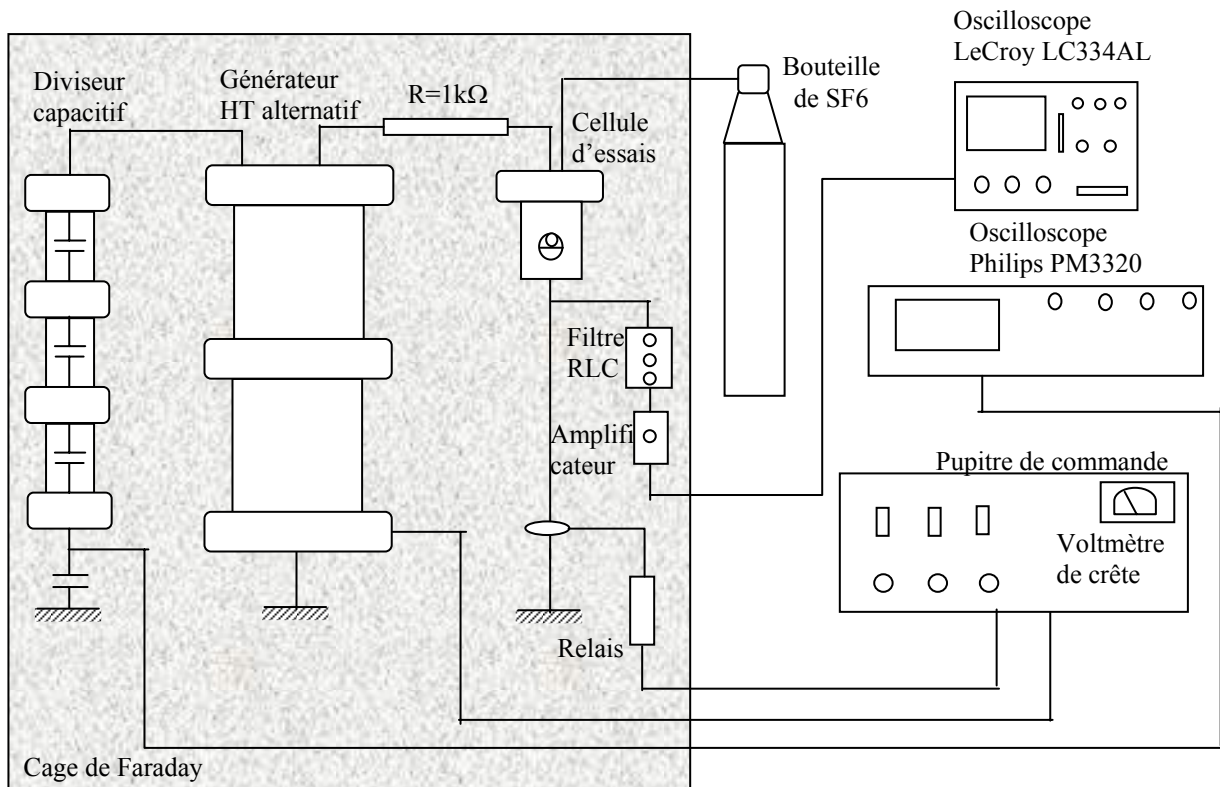 Oscilloscope
LeCroy LC334AL
Diviseur
capacitif
Générateur
HT alternatif
R=1kΩ
Cellule
d’essais
Bouteille
de SF6
Oscilloscope
Philips PM3320
Filtre
RLC
Amplifi
cateur
Pupitre de commande
Voltmètre
de crête
Relais
Cage de Faraday